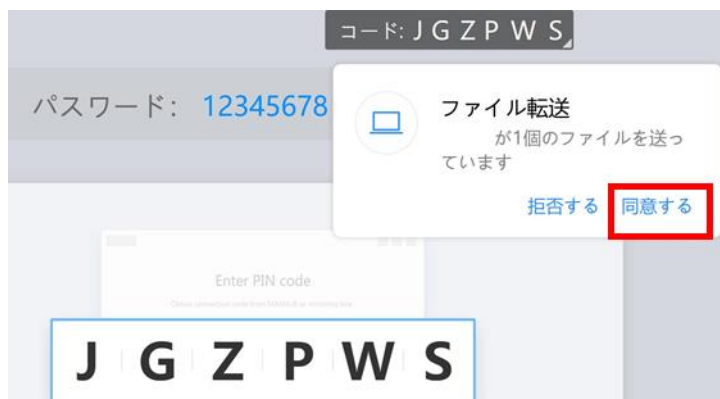 コード: J G Z P W S
パスワード: 12345678
ファイル転送
が1個のファイルを送っ
ています
拒否する 同意する
Enter PIN code
J G Z P W S